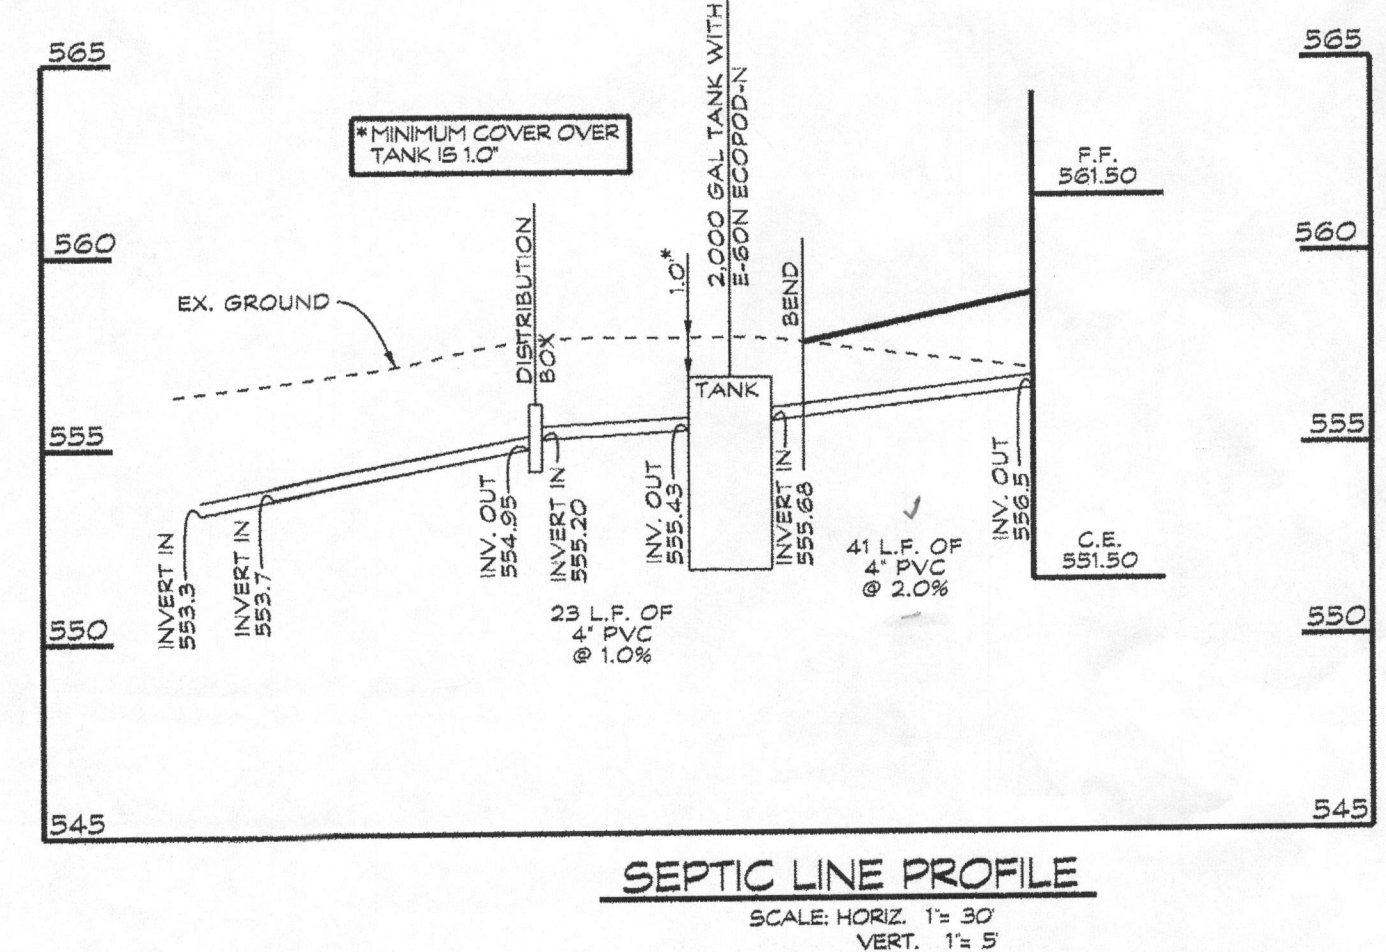 565
565
* MINIMUM COVER OVER
TANK IS 1.0"
2,000 GAL TANK WITH
E-60N ECOPOD-N
F.F.
561.50
560
560
DISTRIBUTION
BOX
1.0'*
BEND
EX. GROUND
TANK
555
555
INVERT IN
553.3
INVERT IN
553.7
INV. OUT
554.95
INVERT IN
555.20
INV. OUT
555.43
INVERT IN
555.68
INV. OUT
556.5
41 L.F. OF
4" PVC
@ 2.0%
C.E.
551.50
23 L.F. OF
4" PVC
@ 1.0%
550
550
545
545
SEPTIC LINE PROFILE
SCALE: HORIZ. 1"= 30'
VERT. 1"= 5'